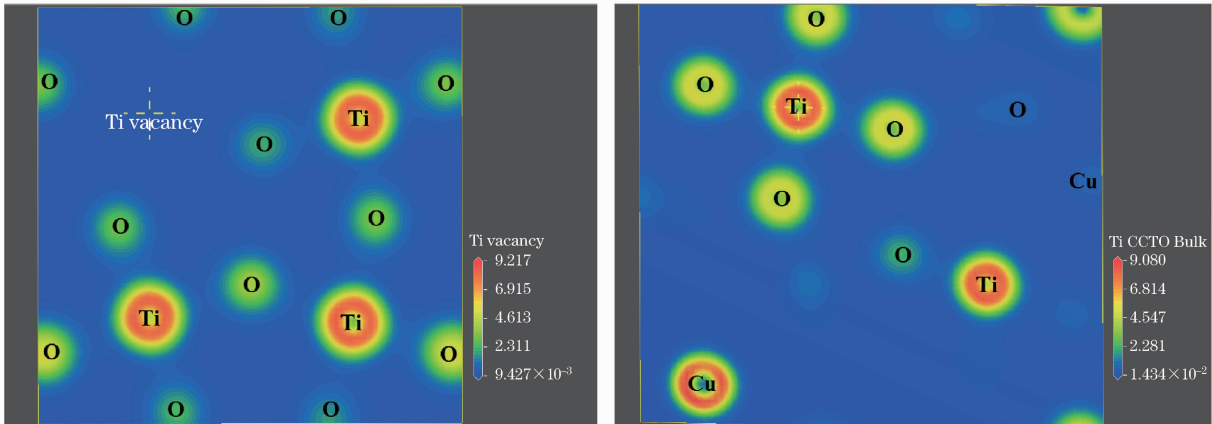 O O
O O
Ti
Ti vacancy
O
O O
O
Ti Ti
O O
O O
Ti vacancy
9.217
6.915
4.613
2.311
9.427×10⁻³
O
O
Ti O
O
Cu
O
O
Ti
Cu
Ti CCTO Bulk
9.080
6.814
4.547
2.281
1.434×10⁻²